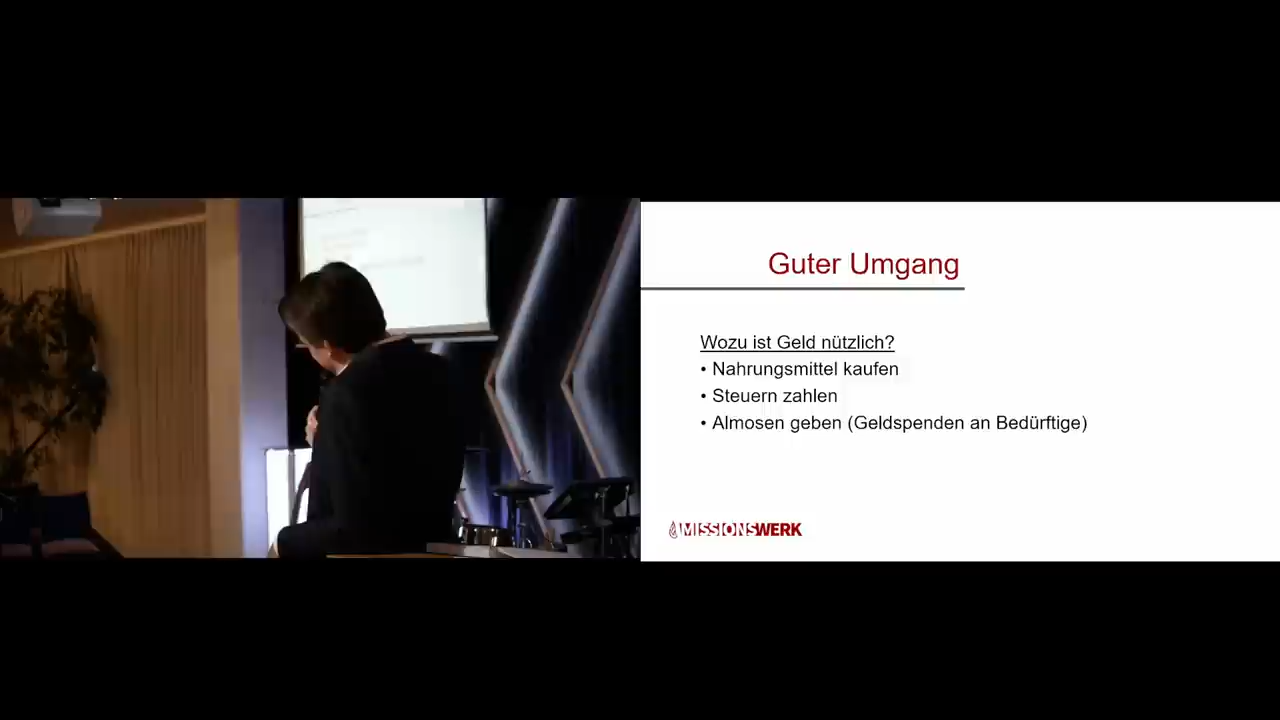 Guter Umgang
Wozu ist Geld nützlich?
• Nahrungsmittel kaufen
• Steuern zahlen
• Almosen geben (Geldspenden an Bedürftige)
MISSIONSWERK